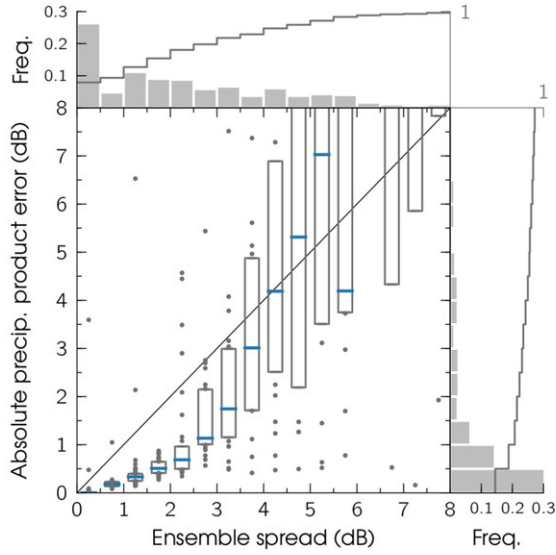 0.3
0.2
0.1
Freq.
1
8
7
6
5
4
3
2
1
0
Absolute precip. product error (dB)
1
0 1 2 3 4 5 6 7 8
0.1 0.2 0.3
Ensemble spread (dB)
Freq.